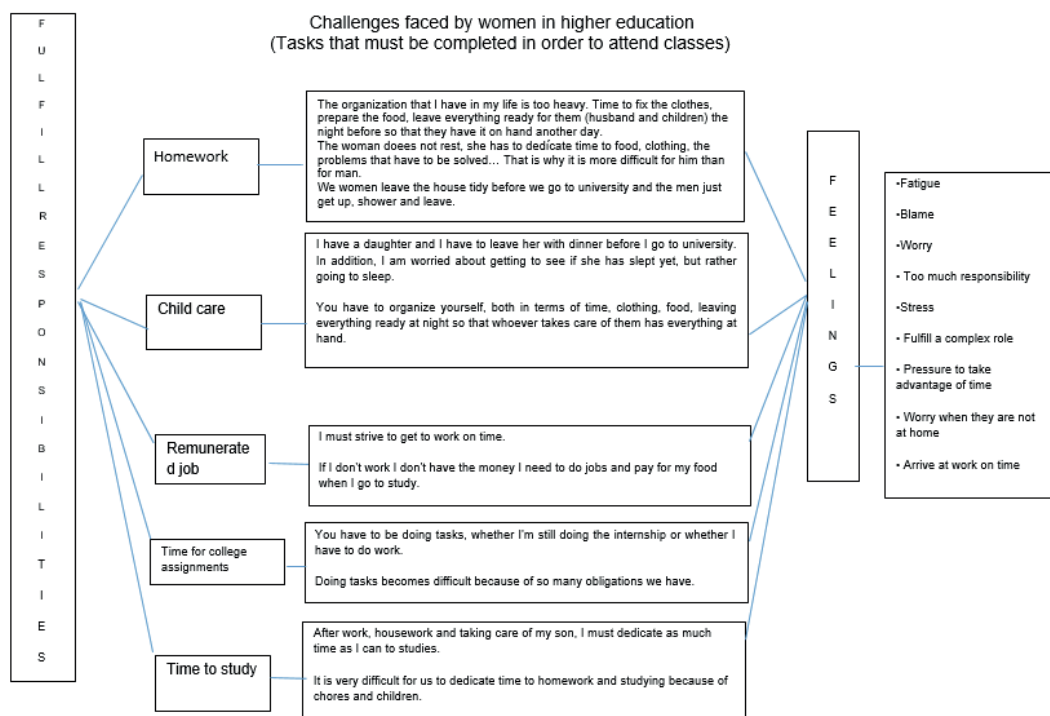 Challenges faced by women in higher education
(Tasks that must be completed in order to attend classes)
F
U
L
F
I
L
L
R
E
S
P
O
N
S
I
B
I
L
I
T
I
E
S
Homework
The organization that I have in my life is too heavy. Time to fix the clothes,
prepare the food, leave everything ready for them (husband and children) the
night before so that they have it on hand another day.
The woman doees not rest, she has to dedícate time to food, clothing, the
problems that have to be solved... That is why it is more difficult for him than
for man.
We women leave the house tidy before we go to university and the men just
get up, shower and leave.
Child care
I have a daughter and I have to leave her with dinner before I go to university.
In addition, I am worried about getting to see if she has slept yet, but rather
going to sleep.
You have to organize yourself, both in terms of time, clothing, food, leaving
everything ready at night so that whoever takes care of them has everything at
hand.
Remunerate
d job
I must strive to get to work on time.
If I don't work I don't have the money I need to do jobs and pay for my food
when I go to study.
Time for college
assignments
You have to be doing tasks, whether I'm still doing the internship or whether I
have to do work.
Doing tasks becomes difficult because of so many obligations we have.
Time to study
After work, housework and taking care of my son, I must dedicate as much
time as I can to studies.
It is very difficult for us to dedicate time to homework and studying because of
chores and children.
F
E
E
L
I
N
G
S
-Fatigue
-Blame
-Worry
- Too much responsibility
-Stress
- Fulfill a complex role
- Pressure to take
advantage of time
- Worry when they are not
at home
- Arrive at work on time